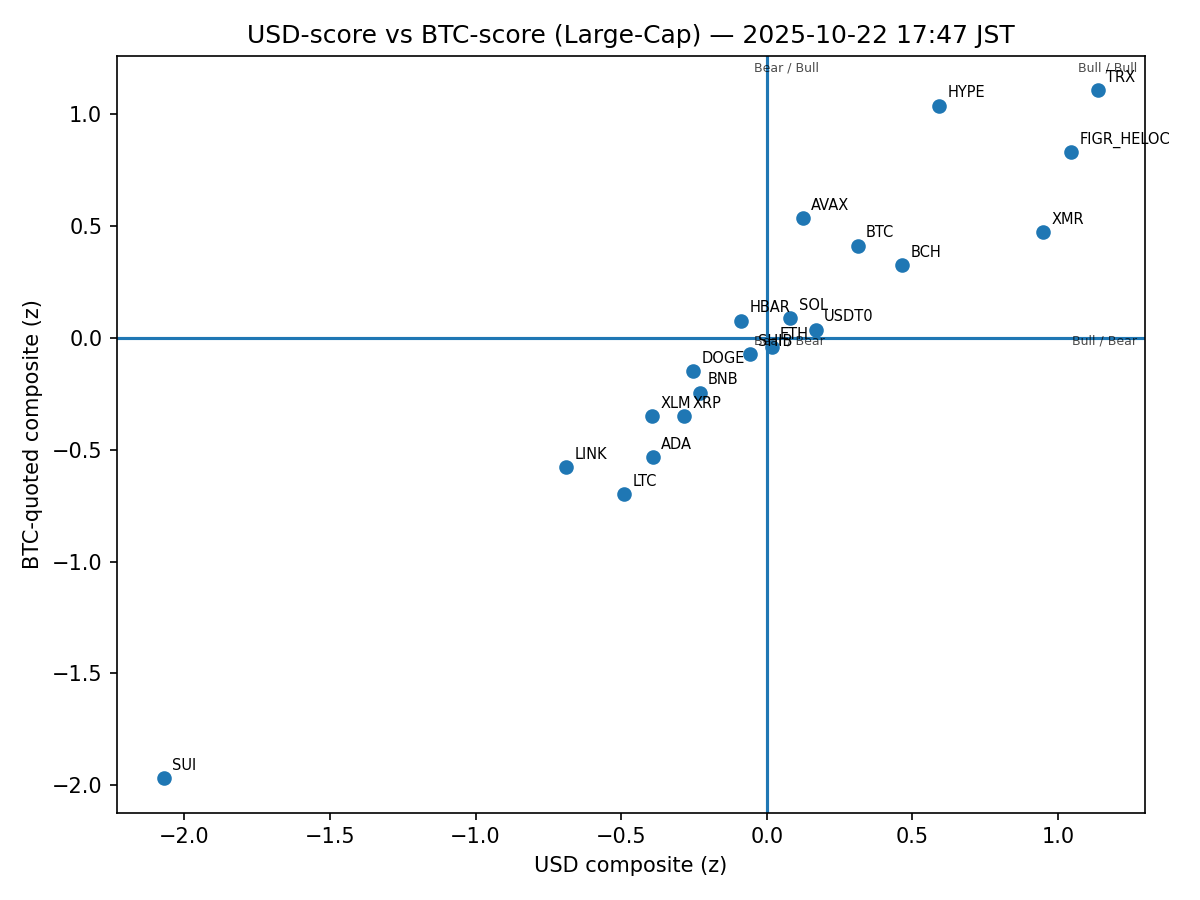 USD-score vs BTC-score (Large-Cap) — 2025-10-22 17:47 JST
Bear / Bull
Bull / Bull
TRX
HYPE
FIGR_HELOC
AVAX
XMR
BTC
BCH
HBAR
SOL
USDT0
ETH
SHIB
Bear / Bear
Bull / Bear
DOGE
BNB
XLM
XRP
ADA
LINK
LTC
SUI
BTC-quoted composite (z)
1.0
0.5
0.0
−0.5
−1.0
−1.5
−2.0
−2.0
−1.5
−1.0
−0.5
0.0
0.5
1.0
USD composite (z)